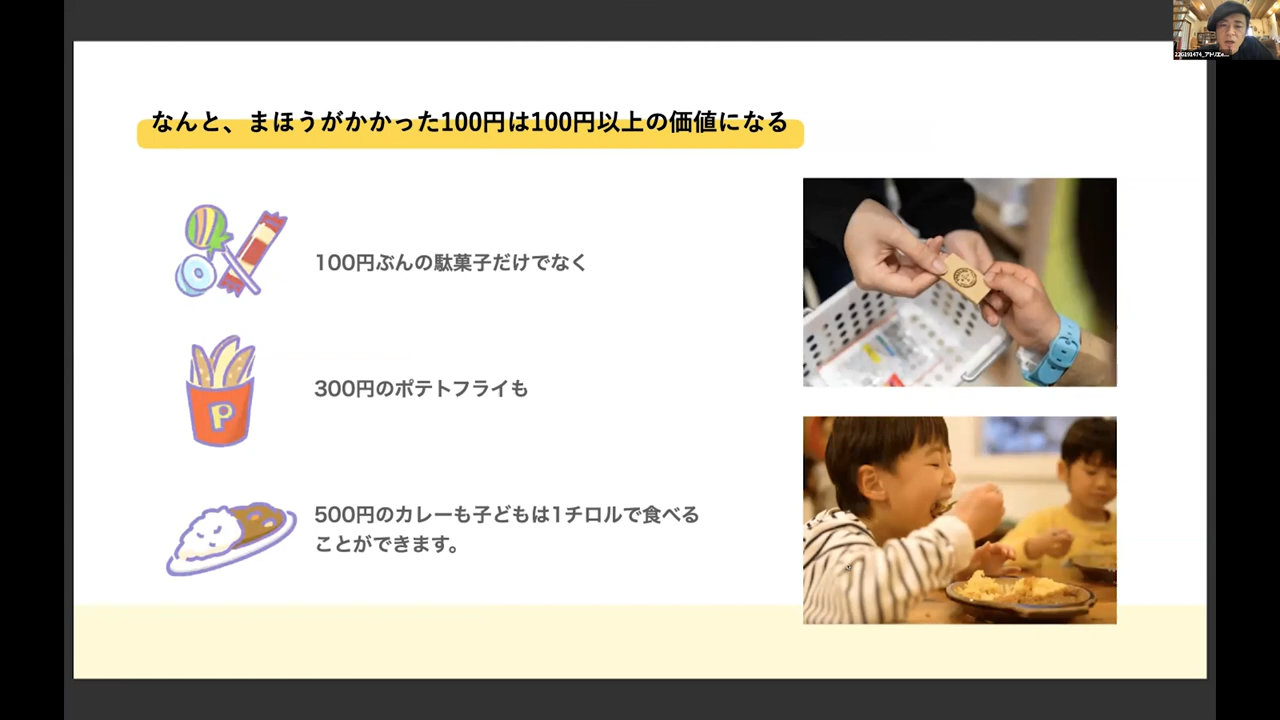 なんと、まほうがかかった100円は100円以上の価値になる
100円ぶんの駄菓子だけでなく
300円のポテトフライも
P
500円のカレーも子どもは1チロルで食べる
ことができます。